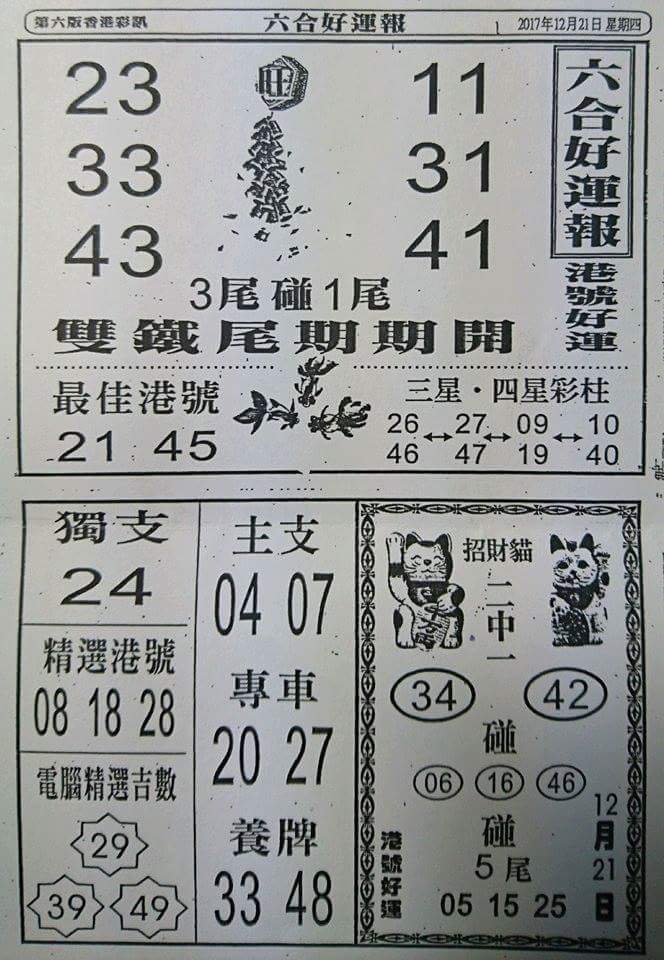 第六版香港彩訊 六合好運報 2017年12月21日 星期四
六合好運報
港號好運
旺
23 11
33 31
43 41
3尾碰1尾
雙鐵尾期期開
最佳港號
21 45
三星·四星彩柱
26 27 09 10
46 ↔ 47 ↔ 19 ↔ 40
獨支
24
精選港號
08 18 28
電腦精選吉數
29
39 49
主支
04 07
專車
20 27
養牌
33 48
招財貓
二中一
34 42
碰
06 16 46
碰
5尾
05 15 25
港號好運
12月21日